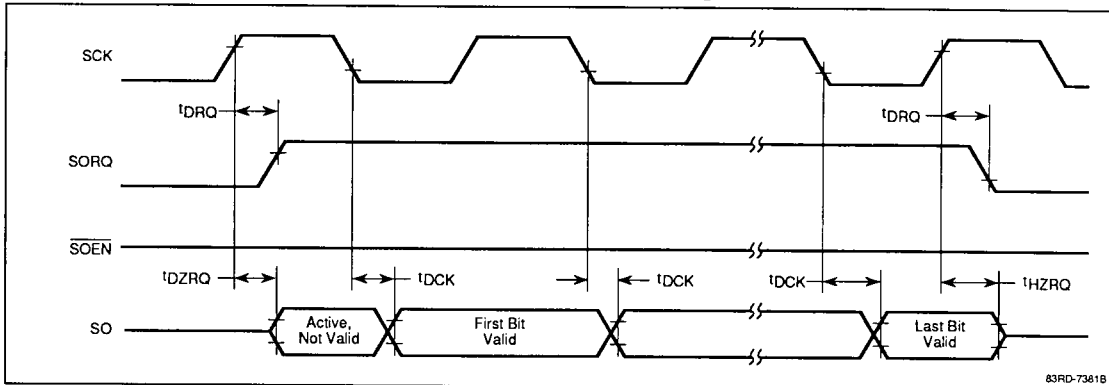 SCK
tDRQ
tDRQ
SORQ
SOEN
tDZRQ
tDCK
tDCK
tDCK
tHZRQ
SO
Active,
Not Valid
First Bit
Valid
Last Bit
Valid
83RD-7381B